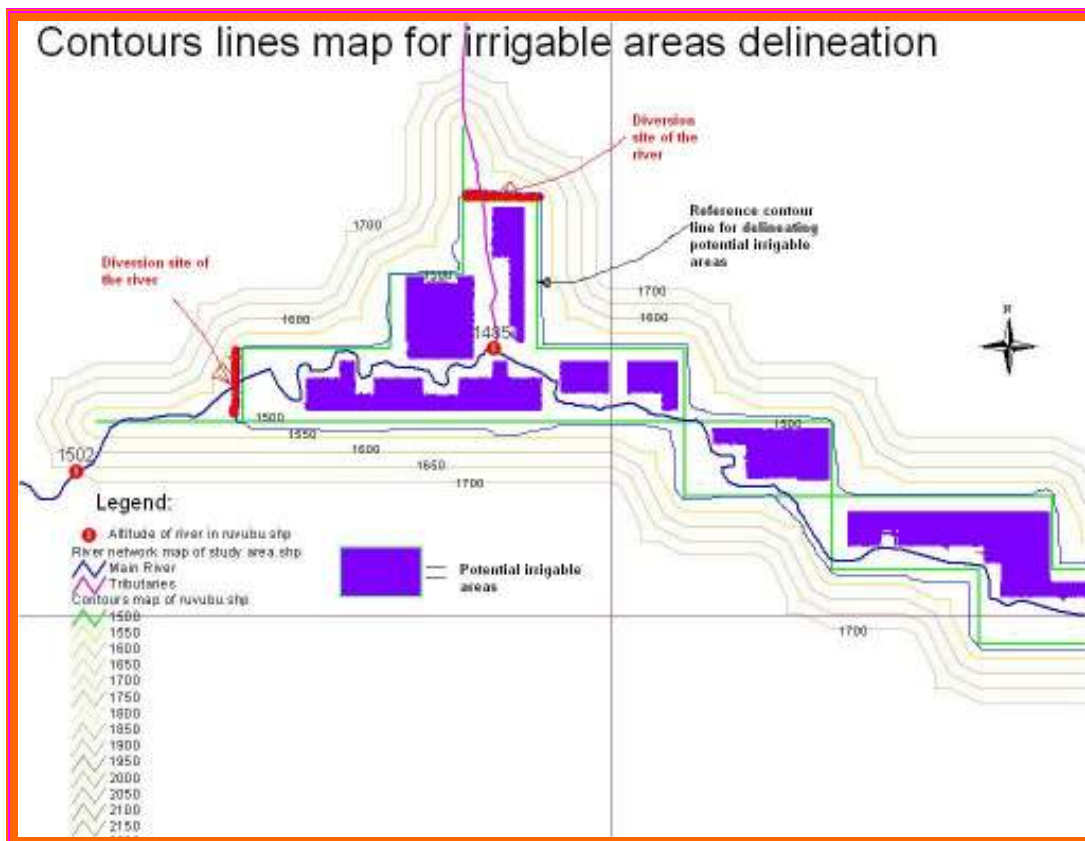 Contours lines map for irrigable areas delineation
Diversion
site of the
river
1700
Reference contour
line for delineating
potential irrigable
areas
Diversion site of
the river
1500
1700
1600
1600
N
1485
1500
1500
1550
1600
1502
1650
1700
Legend:
Altitude of river in ruvubu.shp
River network map of study area.shp
Main River
Tributaries
Contours map of ruvubu.shp
Potential irrigable
areas
1500
1550
1600
1700
1650
1700
1750
1800
1850
1900
1950
2000
2050
2100
2150